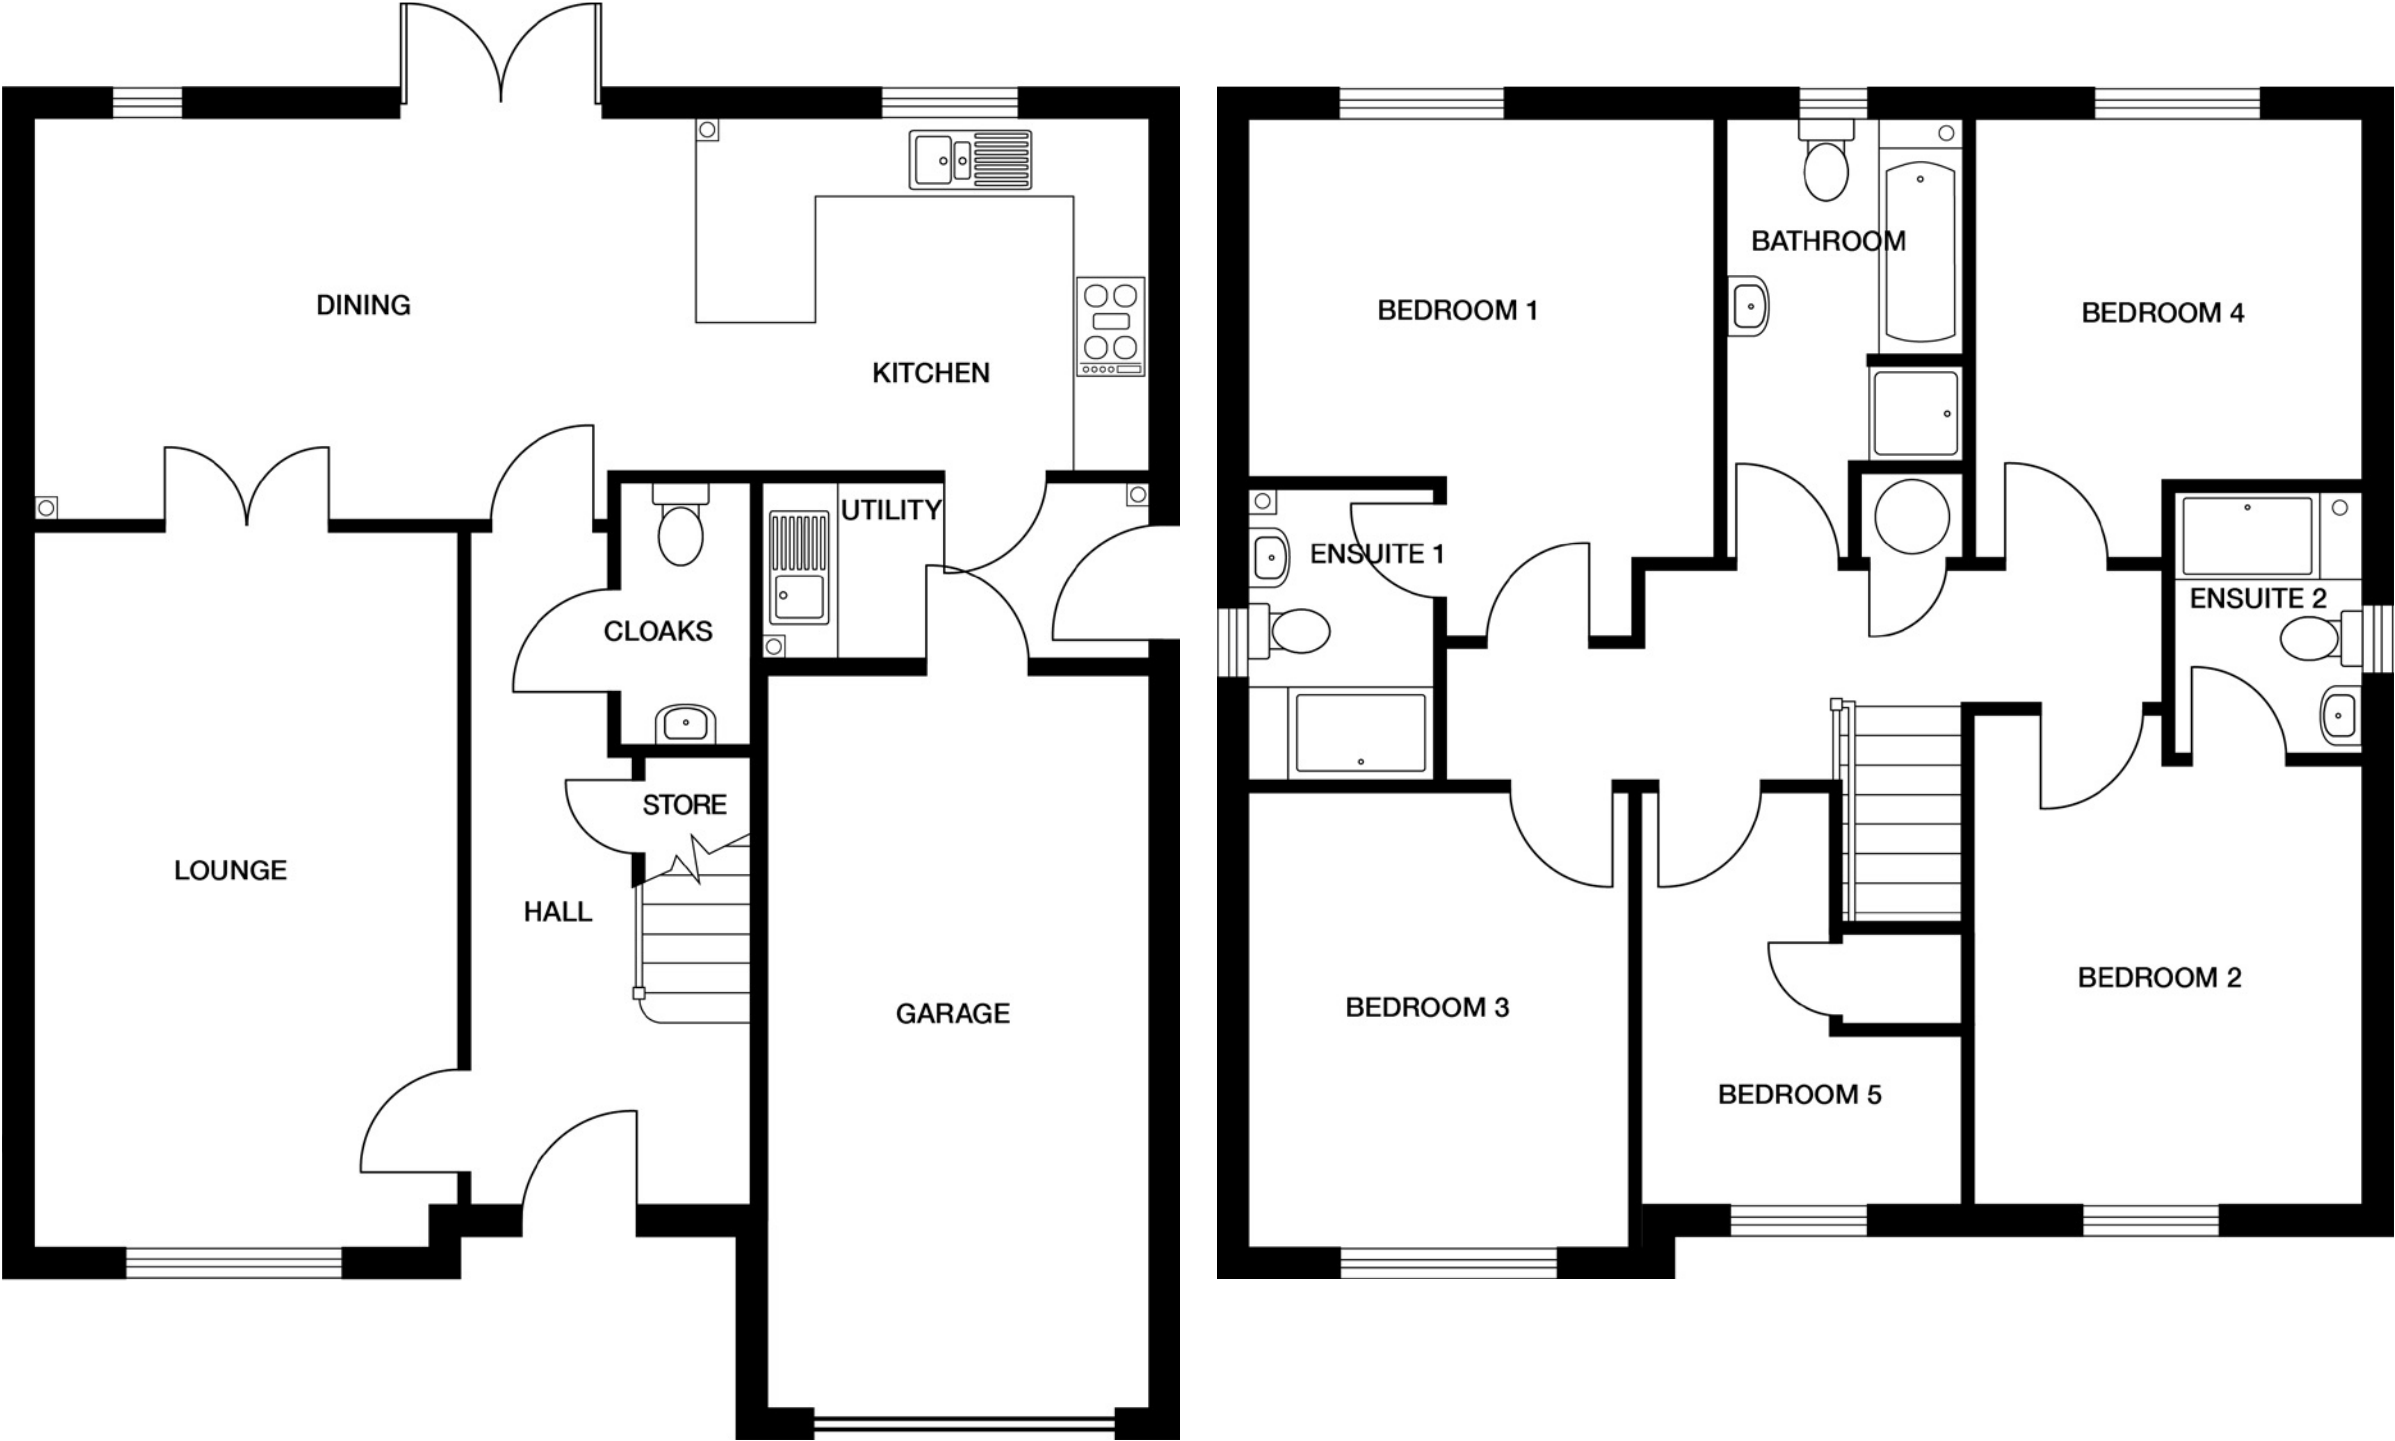 DINING
KITCHEN
UTILITY
CLOAKS
STORE
LOUNGE
HALL
GARAGE
BATHROOM
BEDROOM 1
BEDROOM 4
ENSUITE 1
ENSUITE 2
BEDROOM 2
BEDROOM 3
BEDROOM 5